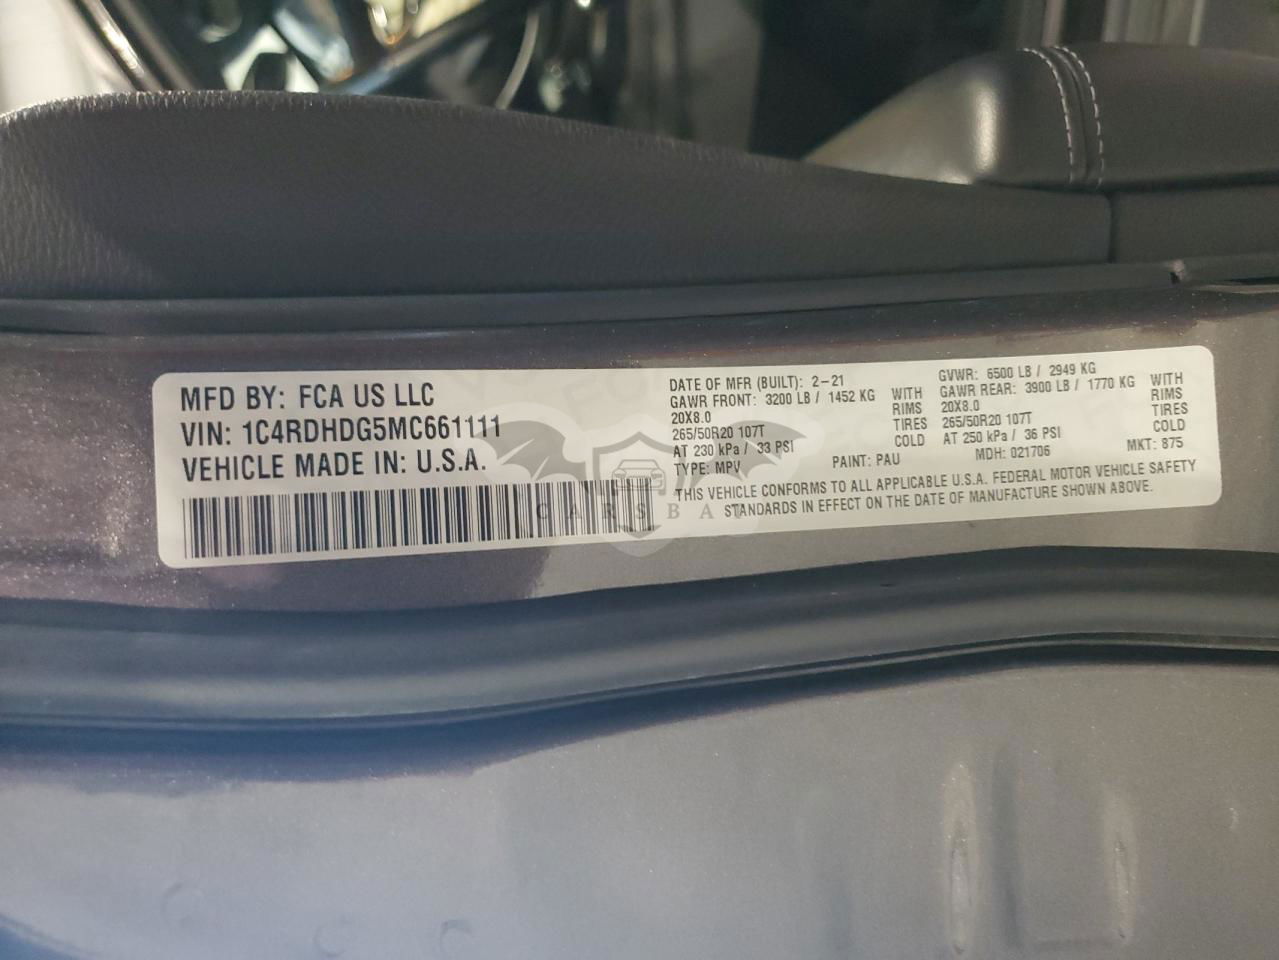 MFD BY: FCA US LLC
VIN: 1C4RDHDG5MC661111
VEHICLE MADE IN: U.S.A.
DATE OF MFR (BUILT): 2-21
GAWR FRONT: 3200 LB / 1452 KG WITH
20X8.0 RIMS
265/50R20 107T TIRES
AT 230 kPa / 33 PSI COLD
TYPE: MPV PAINT: PAU
GVWR: 6500 LB / 2949 KG
GAWR REAR: 3900 LB / 1770 KG WITH
20X8.0 RIMS
265/50R20 107T TIRES
AT 250 kPa / 36 PSI COLD
MDH: 021706 MKT: 875
THIS VEHICLE CONFORMS TO ALL APPLICABLE U.S.A. FEDERAL MOTOR VEHICLE SAFETY
STANDARDS IN EFFECT ON THE DATE OF MANUFACTURE SHOWN ABOVE.